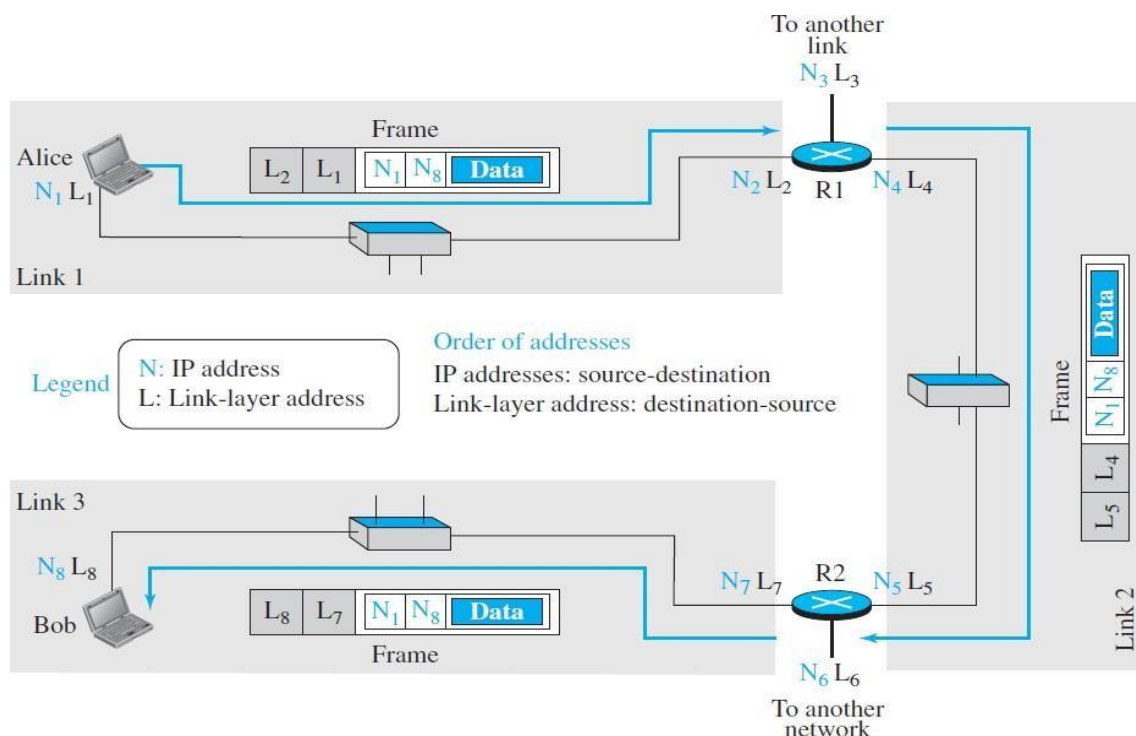 To another
link
N3 L3
Frame
Alice
L2 L1 N1 N8 Data
N1 L1
N2 L2
R1
N4 L4
Link 1
Legend
N: IP address
L: Link-layer address
Order of addresses
IP addresses: source-destination
Link-layer address: destination-source
Frame
L5 L4 N1 N8 Data
Link 2
Link 3
N8 L8
Bob
L8 L7 N1 N8 Data
Frame
N7 L7
R2
N5 L5
N6 L6
To another
network